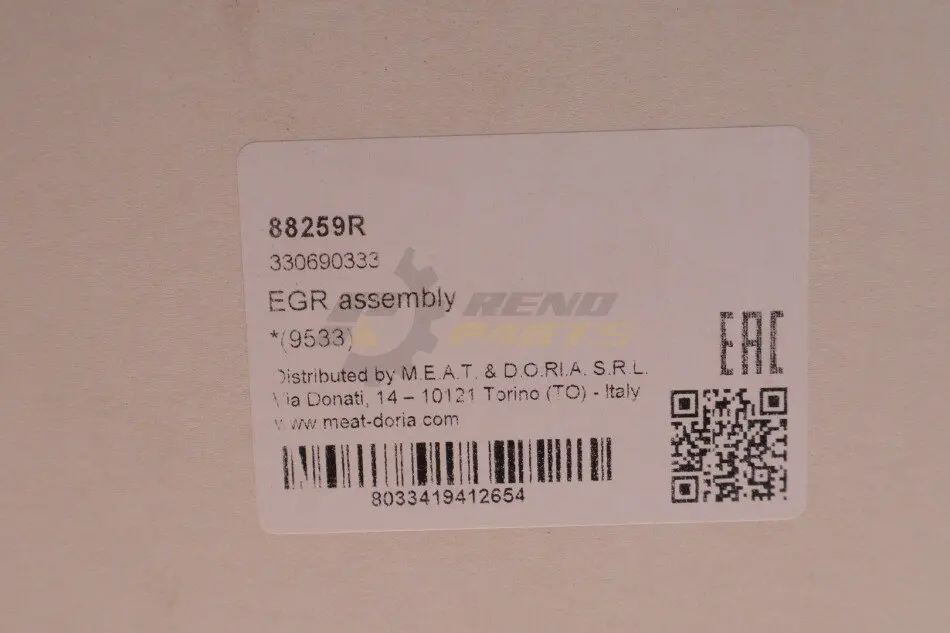 88259R
330690333
EGR assembly
*(9533)
Distributed by M.E.A.T. & D.O.R.I.A. S.R.L.
Via Donati, 14 – 10121 Torino (TO) - Italy
www.meat-doria.com
8033419412654
EAC
RENO
PARTS